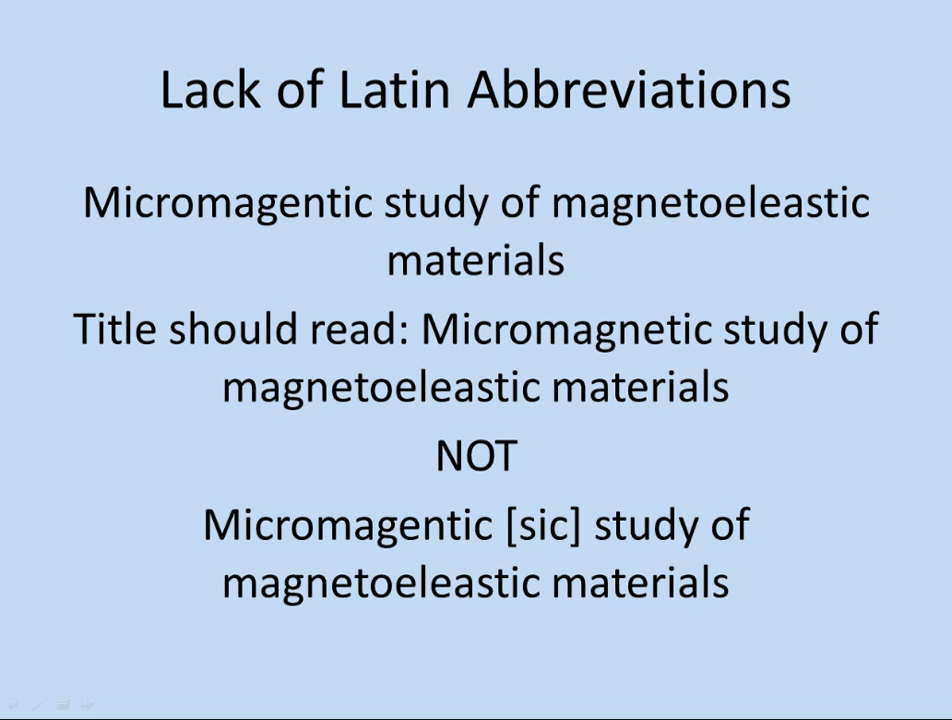 Lack of Latin Abbreviations
Micromagentic study of magnetoeleastic
materials
Title should read: Micromagnetic study of
magnetoeleastic materials
NOT
Micromagentic [sic] study of
magnetoeleastic materials